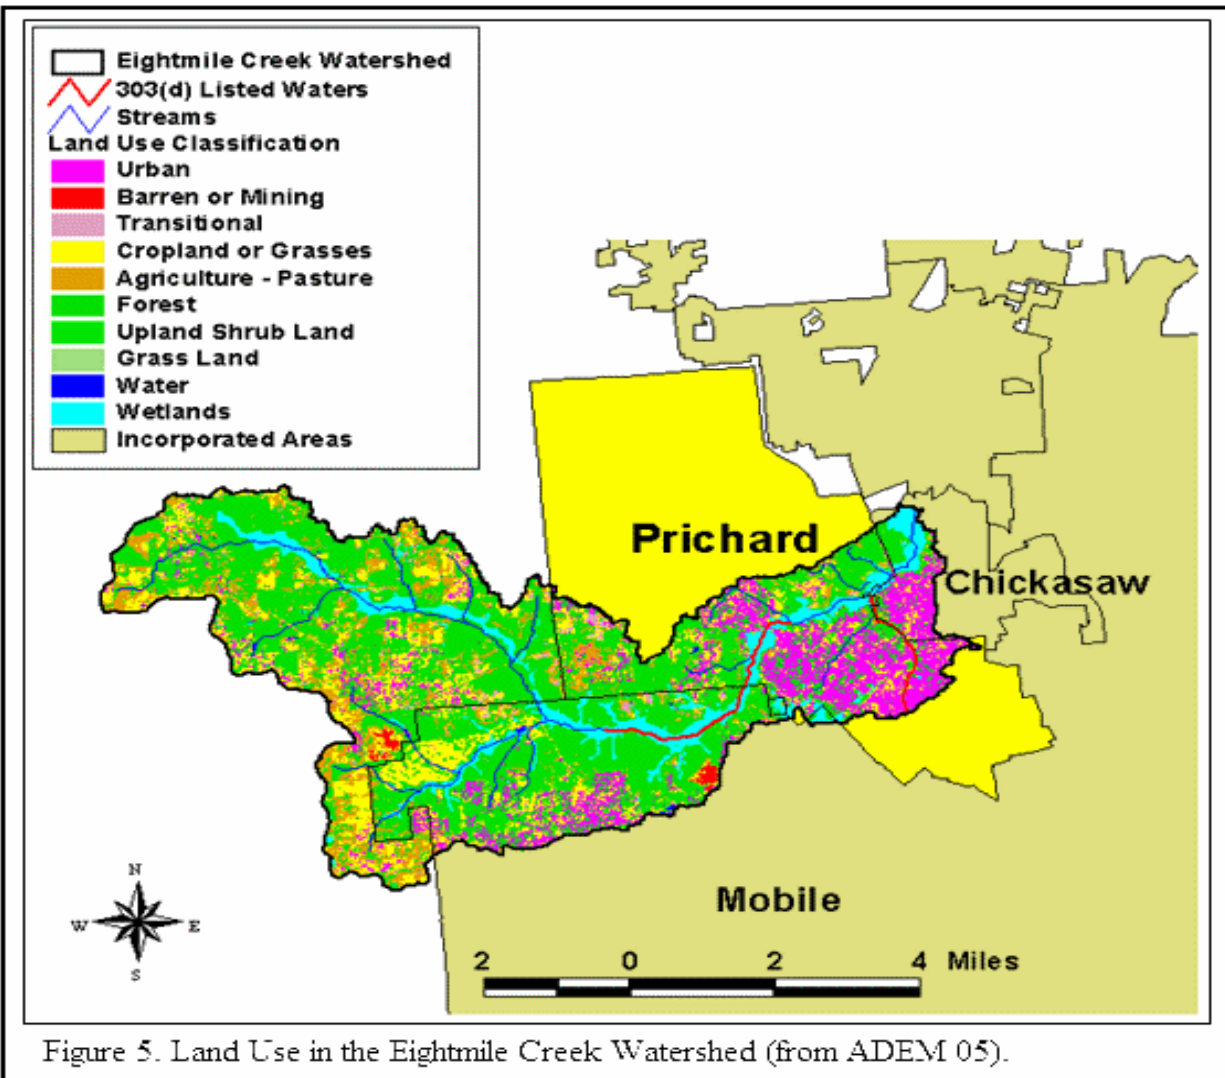 Eightmile Creek Watershed
303(d) Listed Waters
Streams
Land Use Classification
Urban
Barren or Mining
Transitional
Cropland or Grasses
Agriculture - Pasture
Forest
Upland Shrub Land
Grass Land
Water
Wetlands
Incorporated Areas
Prichard
Chickasaw
Mobile
N
W E
S
2 0 2 4 Miles
Figure 5. Land Use in the Eightmile Creek Watershed (from ADEM 05).